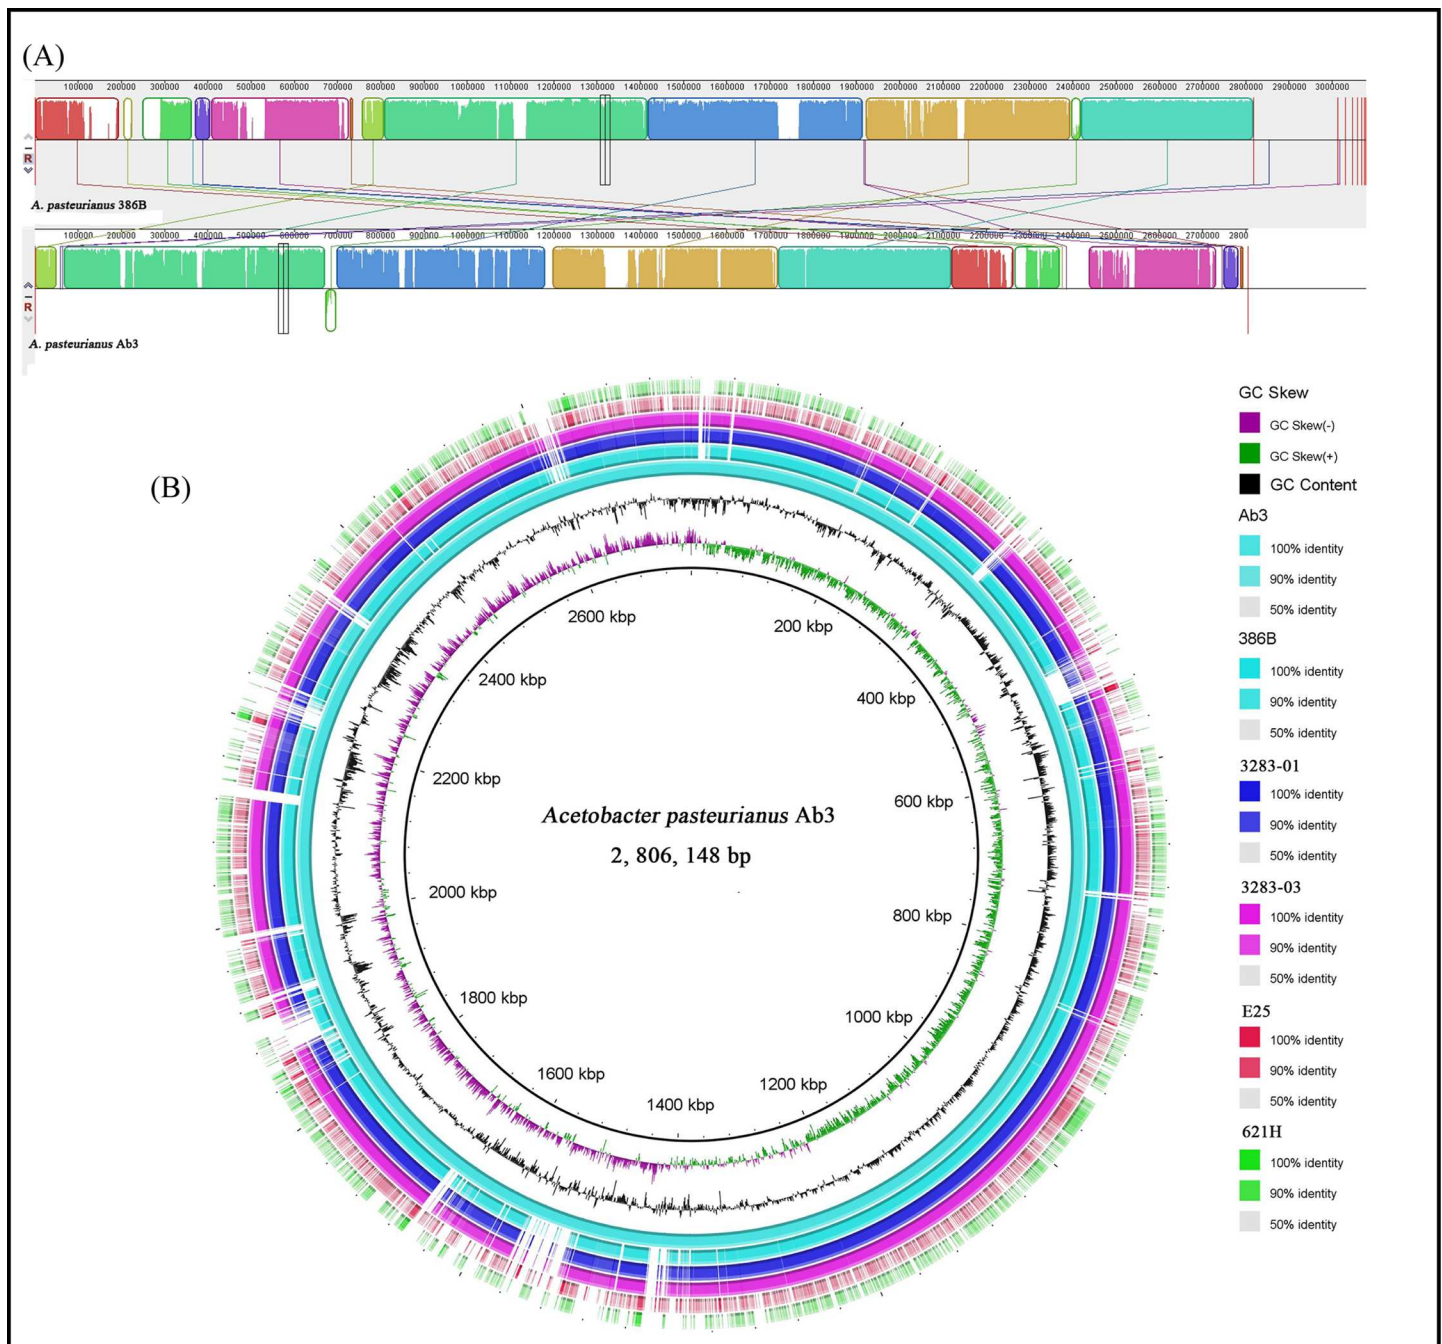 (A)
100000 200000 300000 400000 500000 600000 700000 800000 900000 1000000 1100000 1200000 1300000 1400000 1500000 1600000 1700000 1800000 1900000 2000000 2100000 2200000 2300000 2400000 2500000 2600000 2700000 2800000 2900000 3000000
R
A. pasteurianus 386B
100000 200000 300000 400000 500000 600000 700000 800000 900000 1000000 1100000 1200000 1300000 1400000 1500000 1600000 1700000 1800000 1900000 2000000 2100000 2200000 2300000 2400000 2500000 2600000 2700000 2800
R
A. pasteurianus Ab3
(B)
GC Skew
GC Skew(-)
GC Skew(+)
GC Content
Ab3
100% identity
90% identity
50% identity
386B
100% identity
90% identity
50% identity
3283-01
100% identity
90% identity
50% identity
3283-03
100% identity
90% identity
50% identity
E25
100% identity
90% identity
50% identity
621H
100% identity
90% identity
50% identity
200 kbp
400 kbp
600 kbp
800 kbp
1000 kbp
1200 kbp
1400 kbp
1600 kbp
1800 kbp
2000 kbp
2200 kbp
2400 kbp
2600 kbp
Acetobacter pasteurianus Ab3
2, 806, 148 bp